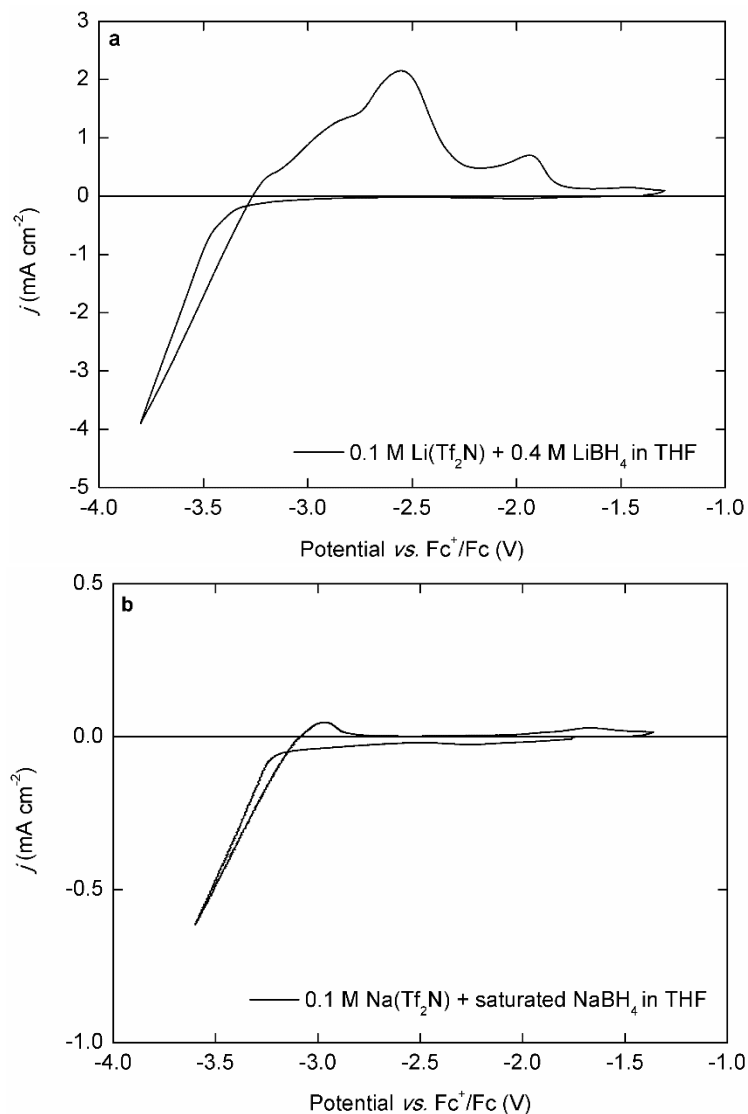 a
3
2
1
0
-1
-2
-3
-4
-5
j (mA cm⁻²)
0.1 M Li(Tf₂N) + 0.4 M LiBH₄ in THF
-4.0 -3.5 -3.0 -2.5 -2.0 -1.5 -1.0
Potential vs. Fc⁺/Fc (V)
b
0.5
0.0
-0.5
-1.0
j (mA cm⁻²)
0.1 M Na(Tf₂N) + saturated NaBH₄ in THF
-4.0 -3.5 -3.0 -2.5 -2.0 -1.5 -1.0
Potential vs. Fc⁺/Fc (V)